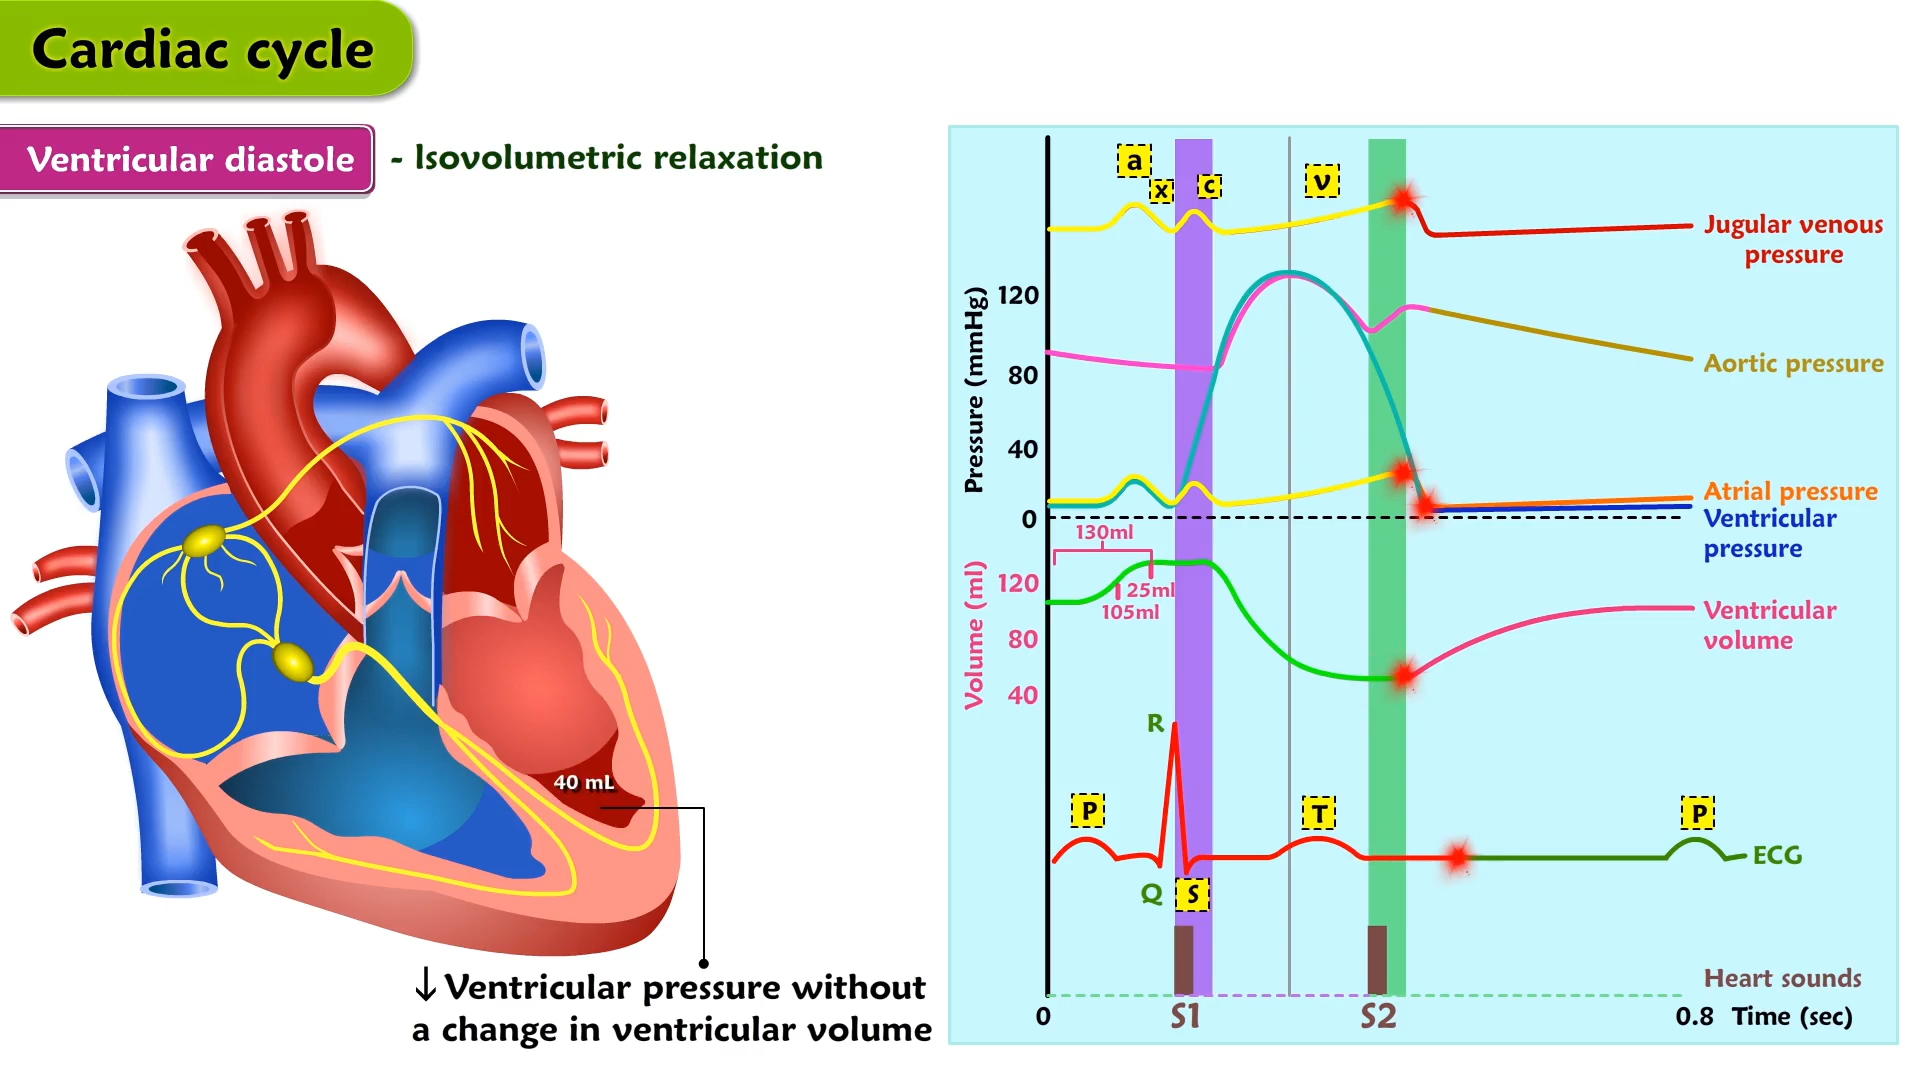 Cardiac cycle
Ventricular diastole
- Isovolumetric relaxation
40 mL
↓ Ventricular pressure without
a change in ventricular volume
a
x
c
v
Jugular venous
pressure
Pressure (mmHg)
120
80
40
0
Aortic pressure
Atrial pressure
Ventricular
pressure
130ml
25ml
105ml
Volume (ml)
120
80
40
Ventricular
volume
R
P
T
P
ECG
Q
S
Heart sounds
S1
S2
0
0.8 Time (sec)